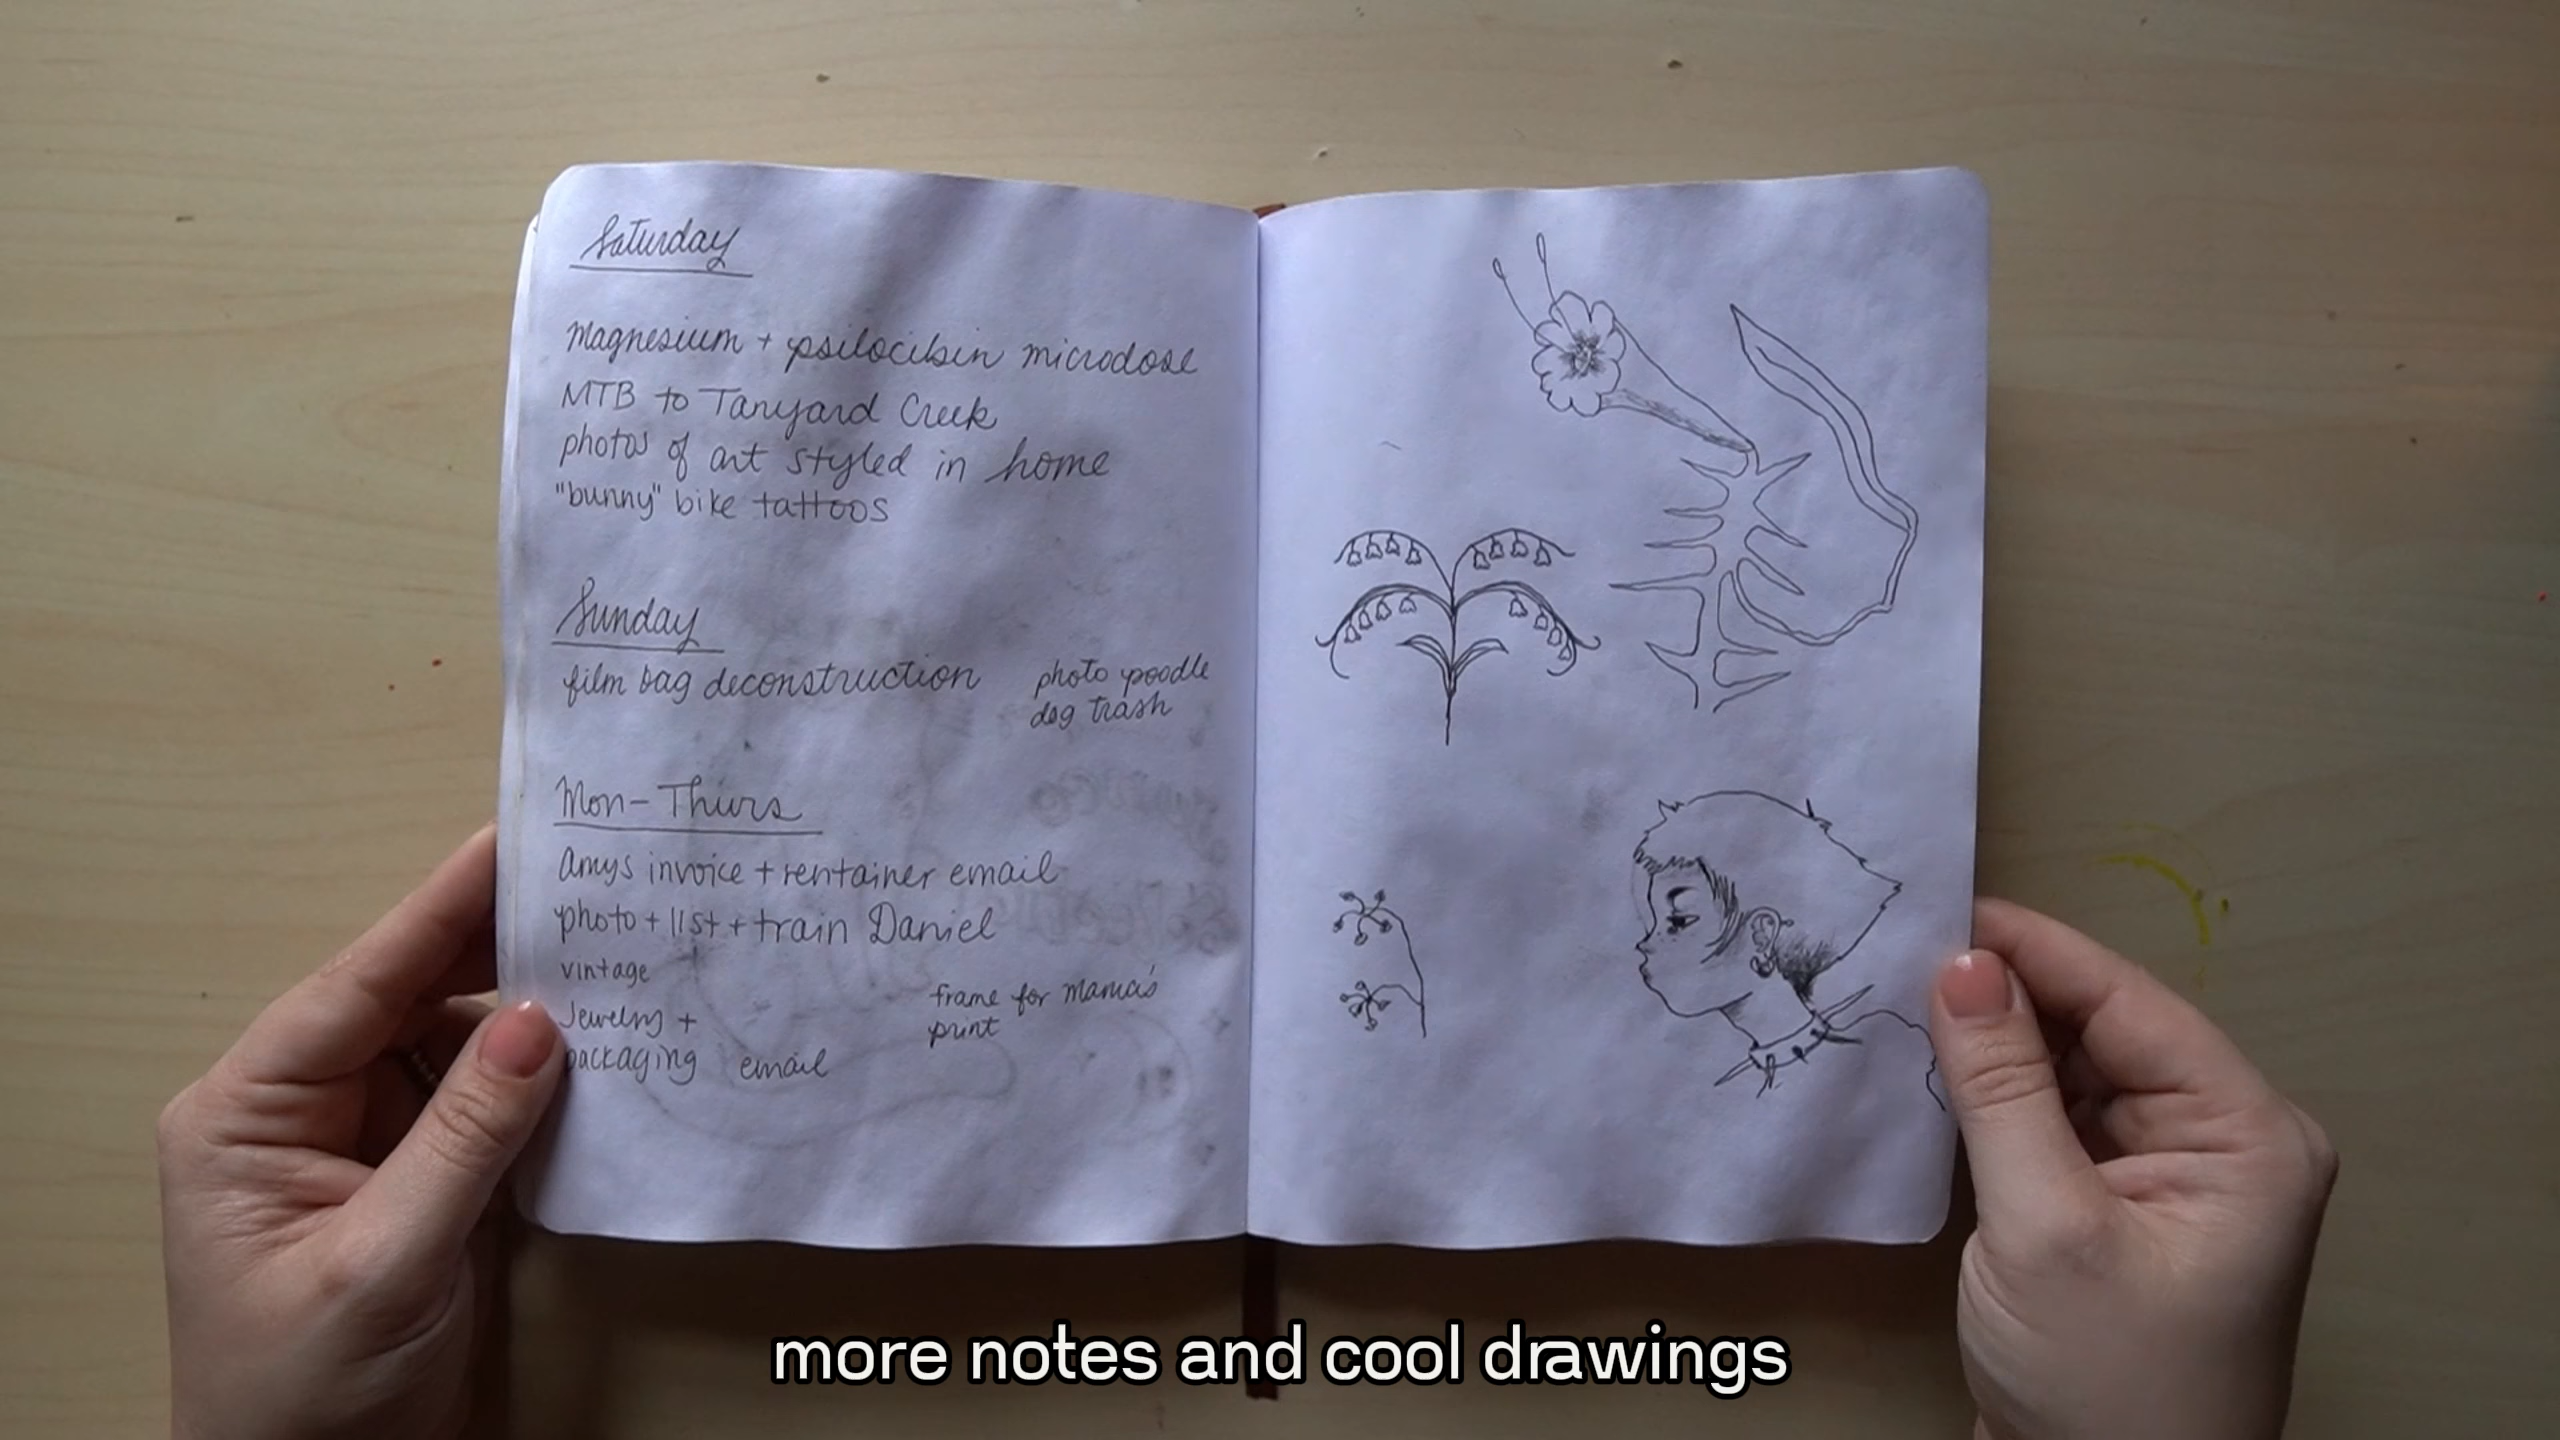 Saturday
magnesium + psilocibin microdose
MTB to Tanyard Creek
photos of art styled in home
"bunny" bike tattoos
Sunday
film bag deconstruction
photo poodle
dog trash
Mon-Thurs
Amys invoice + rentainer email
photo + list + train Daniel
vintage
Jewelry +
packaging email
frame for
print
more notes and cool drawings